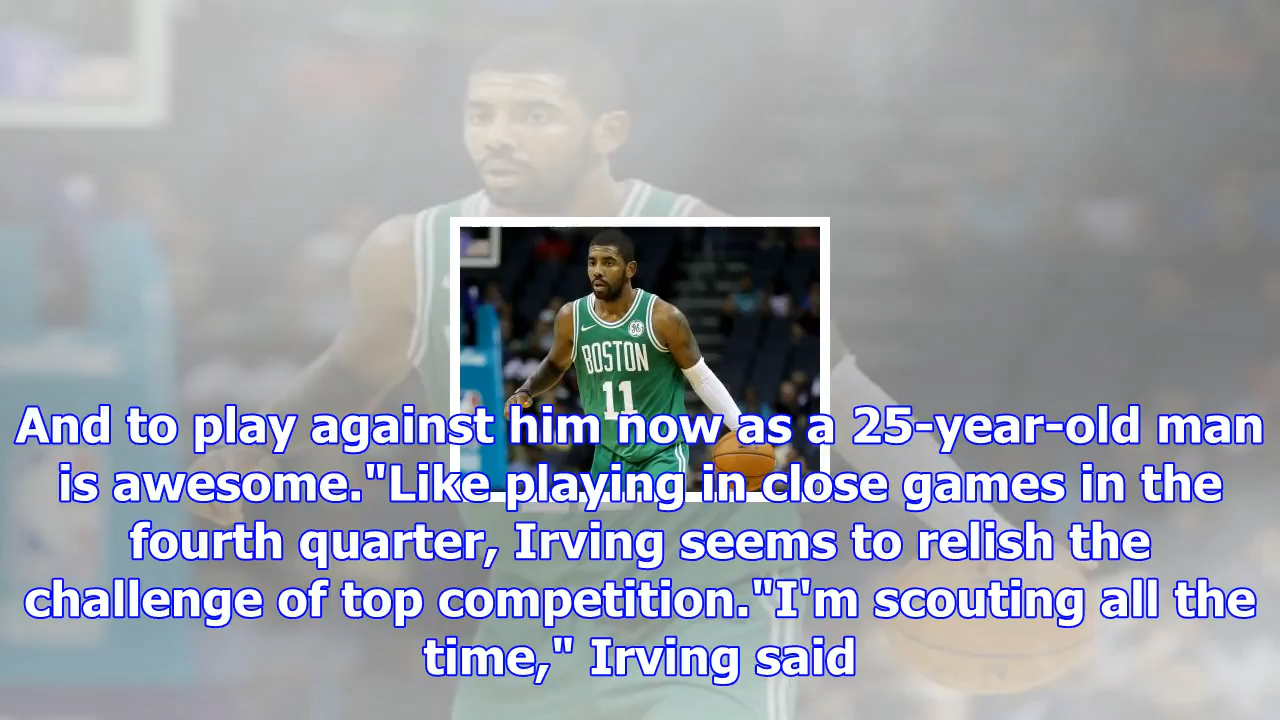 BOSTON
11
And to play against him now as a 25-year-old man
is awesome."Like playing in close games in the
fourth quarter, Irving seems to relish the
challenge of top competition."I'm scouting all the
time," Irving said